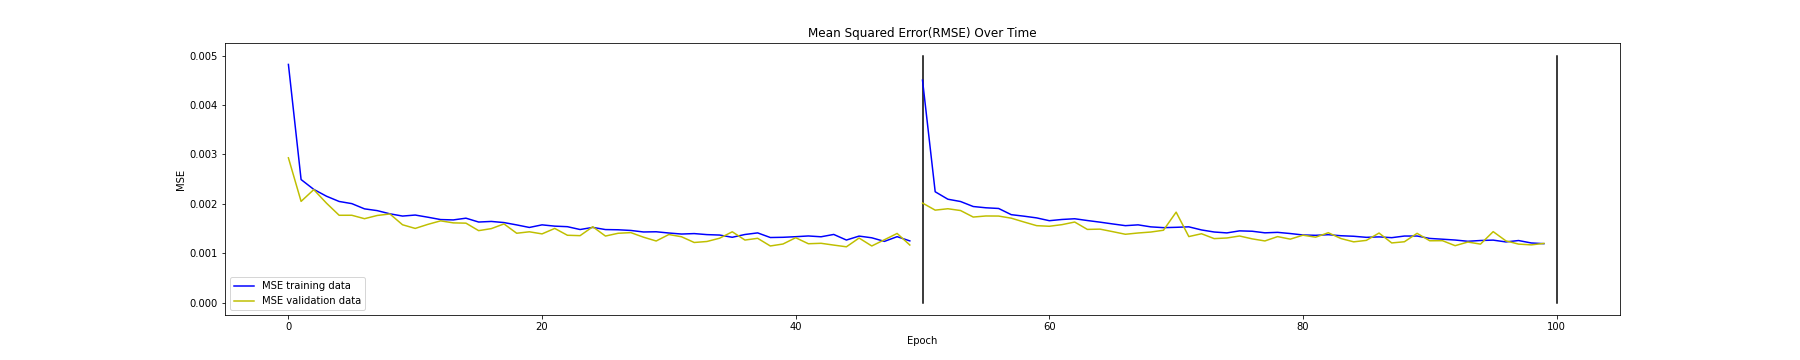 Mean Squared Error(RMSE) Over Time
MSE
0.005
0.004
0.003
0.002
0.001
0.000
MSE training data
MSE validation data
0 20 40 60 80 100
Epoch